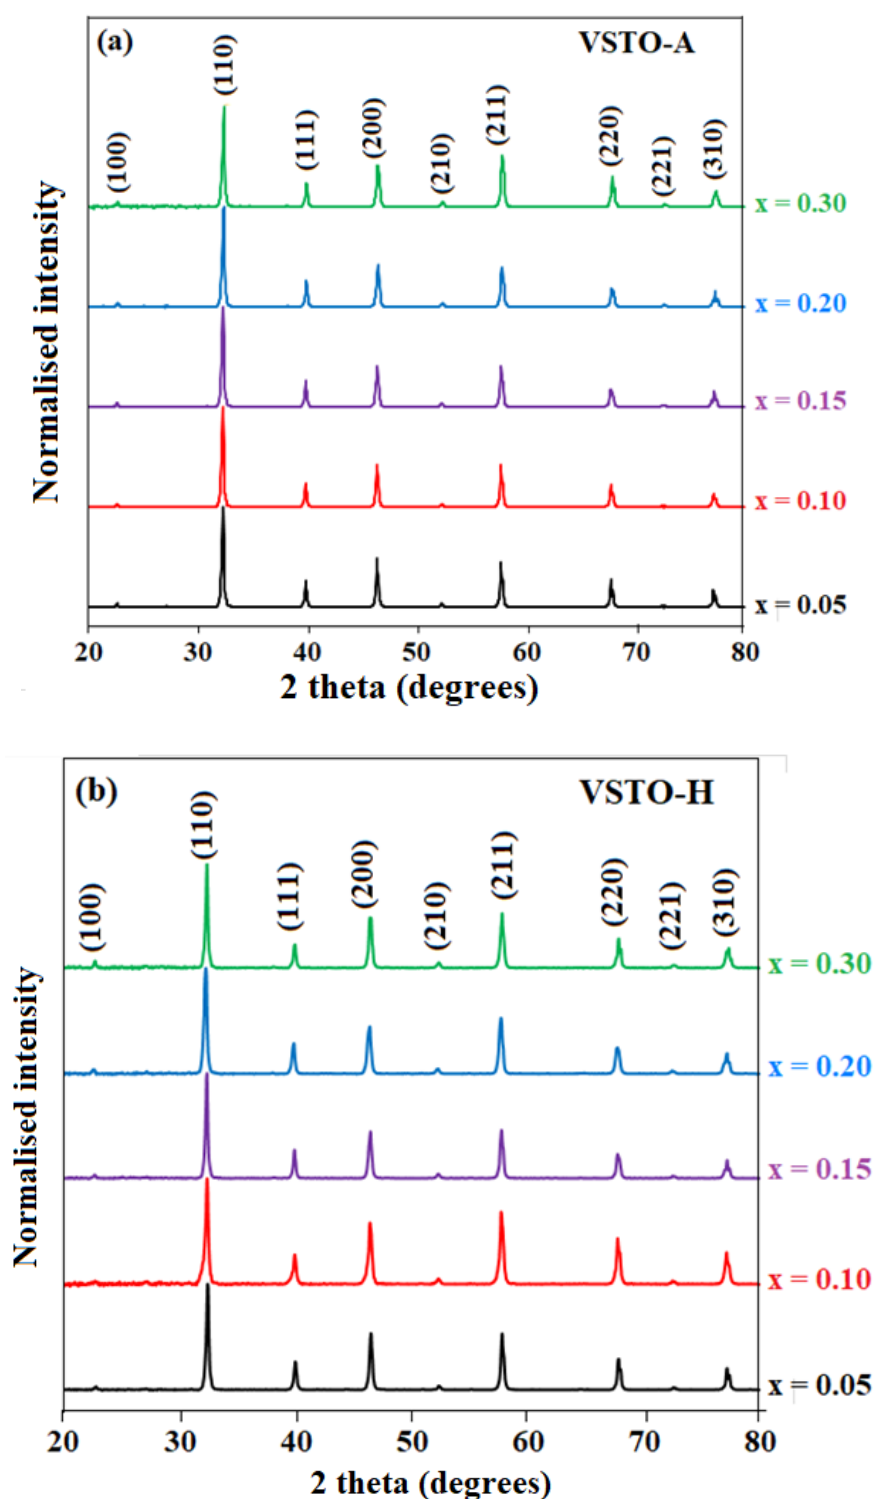 (a)
VSTO-A
(100)
(110)
(111)
(200)
(210)
(211)
(220)
(221)
(310)
x = 0.30
x = 0.20
x = 0.15
x = 0.10
x = 0.05
Normalised intensity
20 30 40 50 60 70 80
2 theta (degrees)
(b)
VSTO-H
(100)
(110)
(111)
(200)
(210)
(211)
(220)
(221)
(310)
x = 0.30
x = 0.20
x = 0.15
x = 0.10
x = 0.05
Normalised intensity
20 30 40 50 60 70 80
2 theta (degrees)